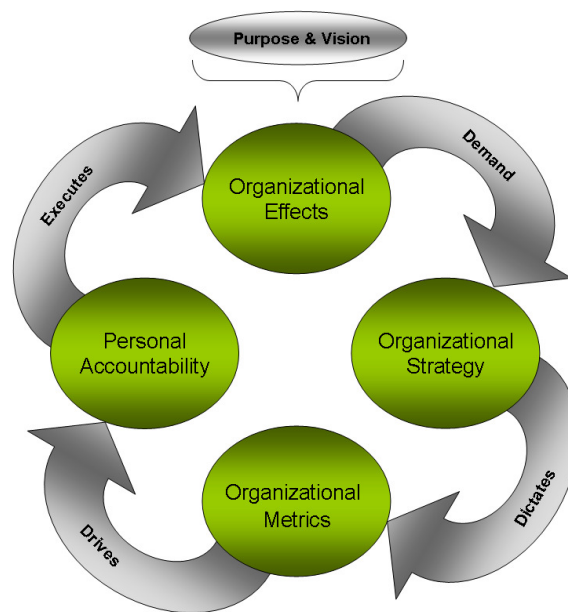 Purpose & Vision
Organizational
Effects
Demand
Organizational
Strategy
Dictates
Organizational
Metrics
Drives
Personal
Accountability
Executes